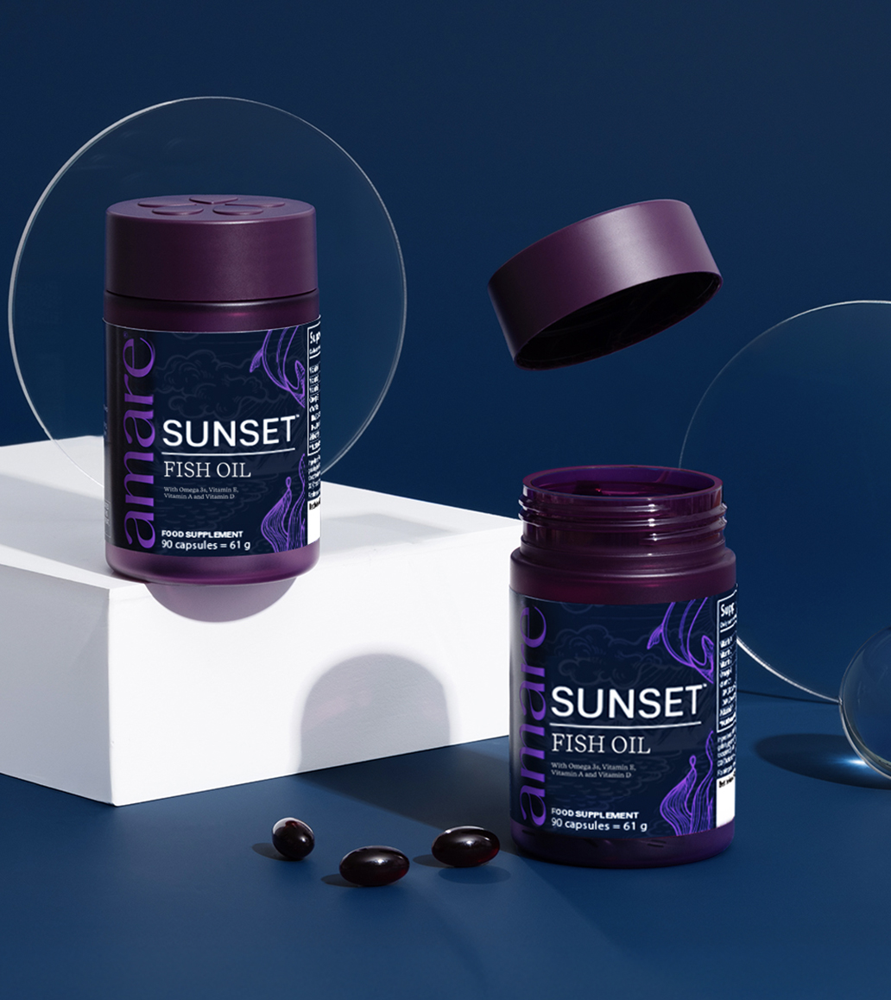 amare
SUNSET™
FISH OIL
With Omega 3s, Vitamin E,
Vitamin A and Vitamin D
FOOD SUPPLEMENT
90 capsules = 61 g
amare
SUNSET™
FISH OIL
With Omega 3s, Vitamin E,
Vitamin A and Vitamin D
FOOD SUPPLEMENT
90 capsules = 61 g